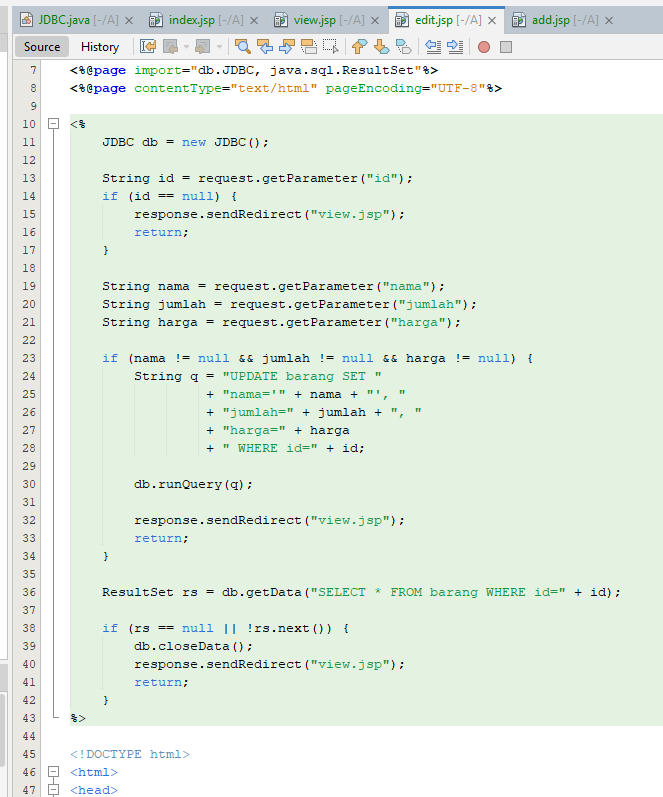 JDBC.java [-/A] index.jsp [-/A] view.jsp [-/A] edit.jsp [-/A] add.jsp [-/A]
Source History
7 <%@page import="db.JDBC, java.sql.ResultSet"%>
8 <%@page contentType="text/html" pageEncoding="UTF-8"%>
9
10 <%
11 JDBC db = new JDBC();
12
13 String id = request.getParameter("id");
14 if (id == null) {
15 response.sendRedirect("view.jsp");
16 return;
17 }
18
19 String nama = request.getParameter("nama");
20 String jumlah = request.getParameter("jumlah");
21 String harga = request.getParameter("harga");
22
23 if (nama != null && jumlah != null && harga != null) {
24 String q = "UPDATE barang SET "
25 + "nama='" + nama + "', "
26 + "jumlah=" + jumlah + ", "
27 + "harga=" + harga
28 + " WHERE id=" + id;
29
30 db.runQuery(q);
31
32 response.sendRedirect("view.jsp");
33 return;
34 }
35
36 ResultSet rs = db.getData("SELECT * FROM barang WHERE id=" + id);
37
38 if (rs == null || !rs.next()) {
39 db.closeData();
40 response.sendRedirect("view.jsp");
41 return;
42 }
43 %>
44
45 <!DOCTYPE html>
46 <html>
47 <head>